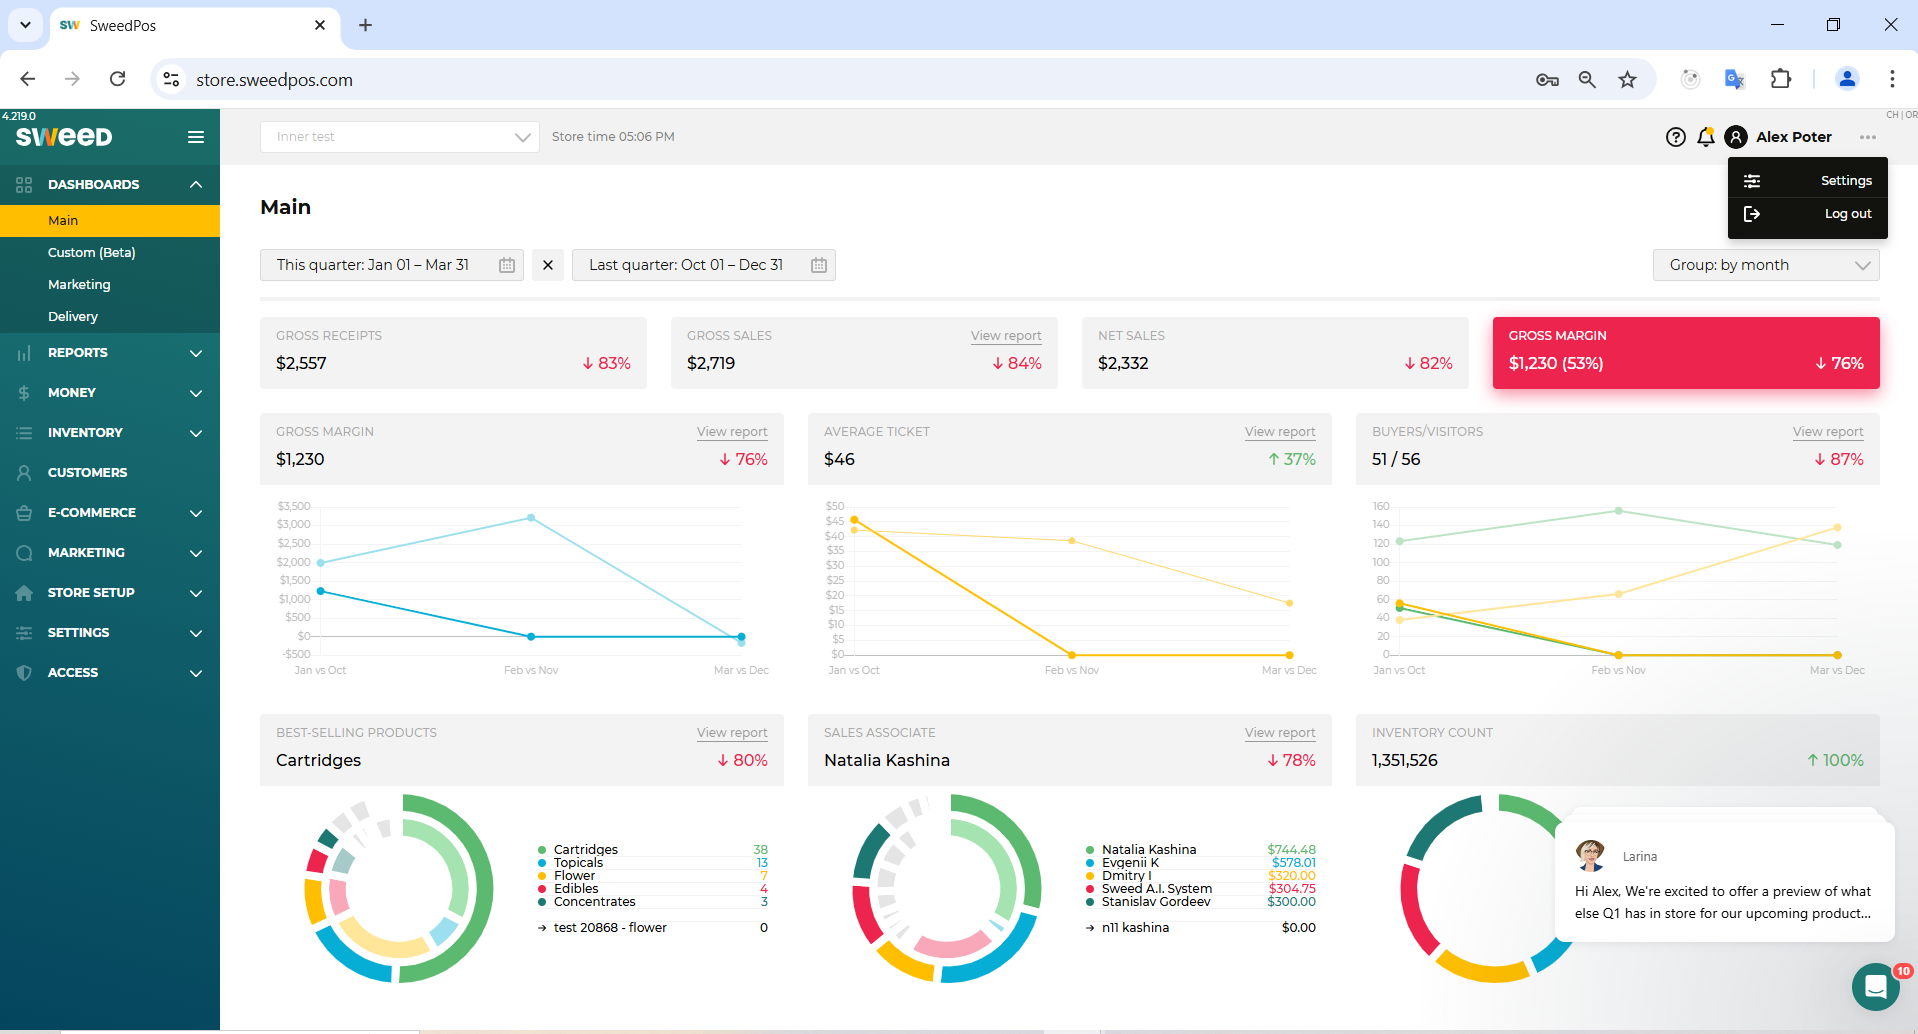 SweedPos
store.sweedpos.com
4.219.0
sweed
Inner test
Store time 05:06 PM
CH | OR
Alex Poter
Settings
Log out
DASHBOARDS
Main
Custom (Beta)
Marketing
Delivery
REPORTS
MONEY
INVENTORY
CUSTOMERS
E-COMMERCE
MARKETING
STORE SETUP
SETTINGS
ACCESS
Main
This quarter: Jan 01 – Mar 31
Last quarter: Oct 01 – Dec 31
Group: by month
GROSS RECEIPTS
$2,557
↓ 83%
GROSS SALES
View report
$2,719
↓ 84%
NET SALES
$2,332
↓ 82%
GROSS MARGIN
$1,230 (53%)
↓ 76%
GROSS MARGIN
View report
$1,230
↓ 76%
$3,500
$3,000
$2,500
$2,000
$1,500
$1,000
$500
$0
-$500
Jan vs Oct
Feb vs Nov
Mar vs Dec
AVERAGE TICKET
View report
$46
↑ 37%
$50
$45
$40
$35
$30
$25
$20
$15
$10
$5
$0
Jan vs Oct
Feb vs Nov
Mar vs Dec
BUYERS/VISITORS
View report
51 / 56
↓ 87%
160
140
120
100
80
60
40
20
0
Jan vs Oct
Feb vs Nov
Mar vs Dec
BEST-SELLING PRODUCTS
View report
Cartridges
↓ 80%
Cartridges 38
Topicals 13
Flower 7
Edibles 4
Concentrates 3
→ test 20868 - flower 0
SALES ASSOCIATE
View report
Natalia Kashina
↓ 78%
Natalia Kashina $744.48
Evgenii K $578.01
Dmitry I $320.00
Sweed A.I. System $304.75
Stanislav Gordeev $300.00
→ n11 kashina $0.00
INVENTORY COUNT
1,351,526
↑ 100%
Larina
Hi Alex, We're excited to offer a preview of what
else Q1 has in store for our upcoming product...
10